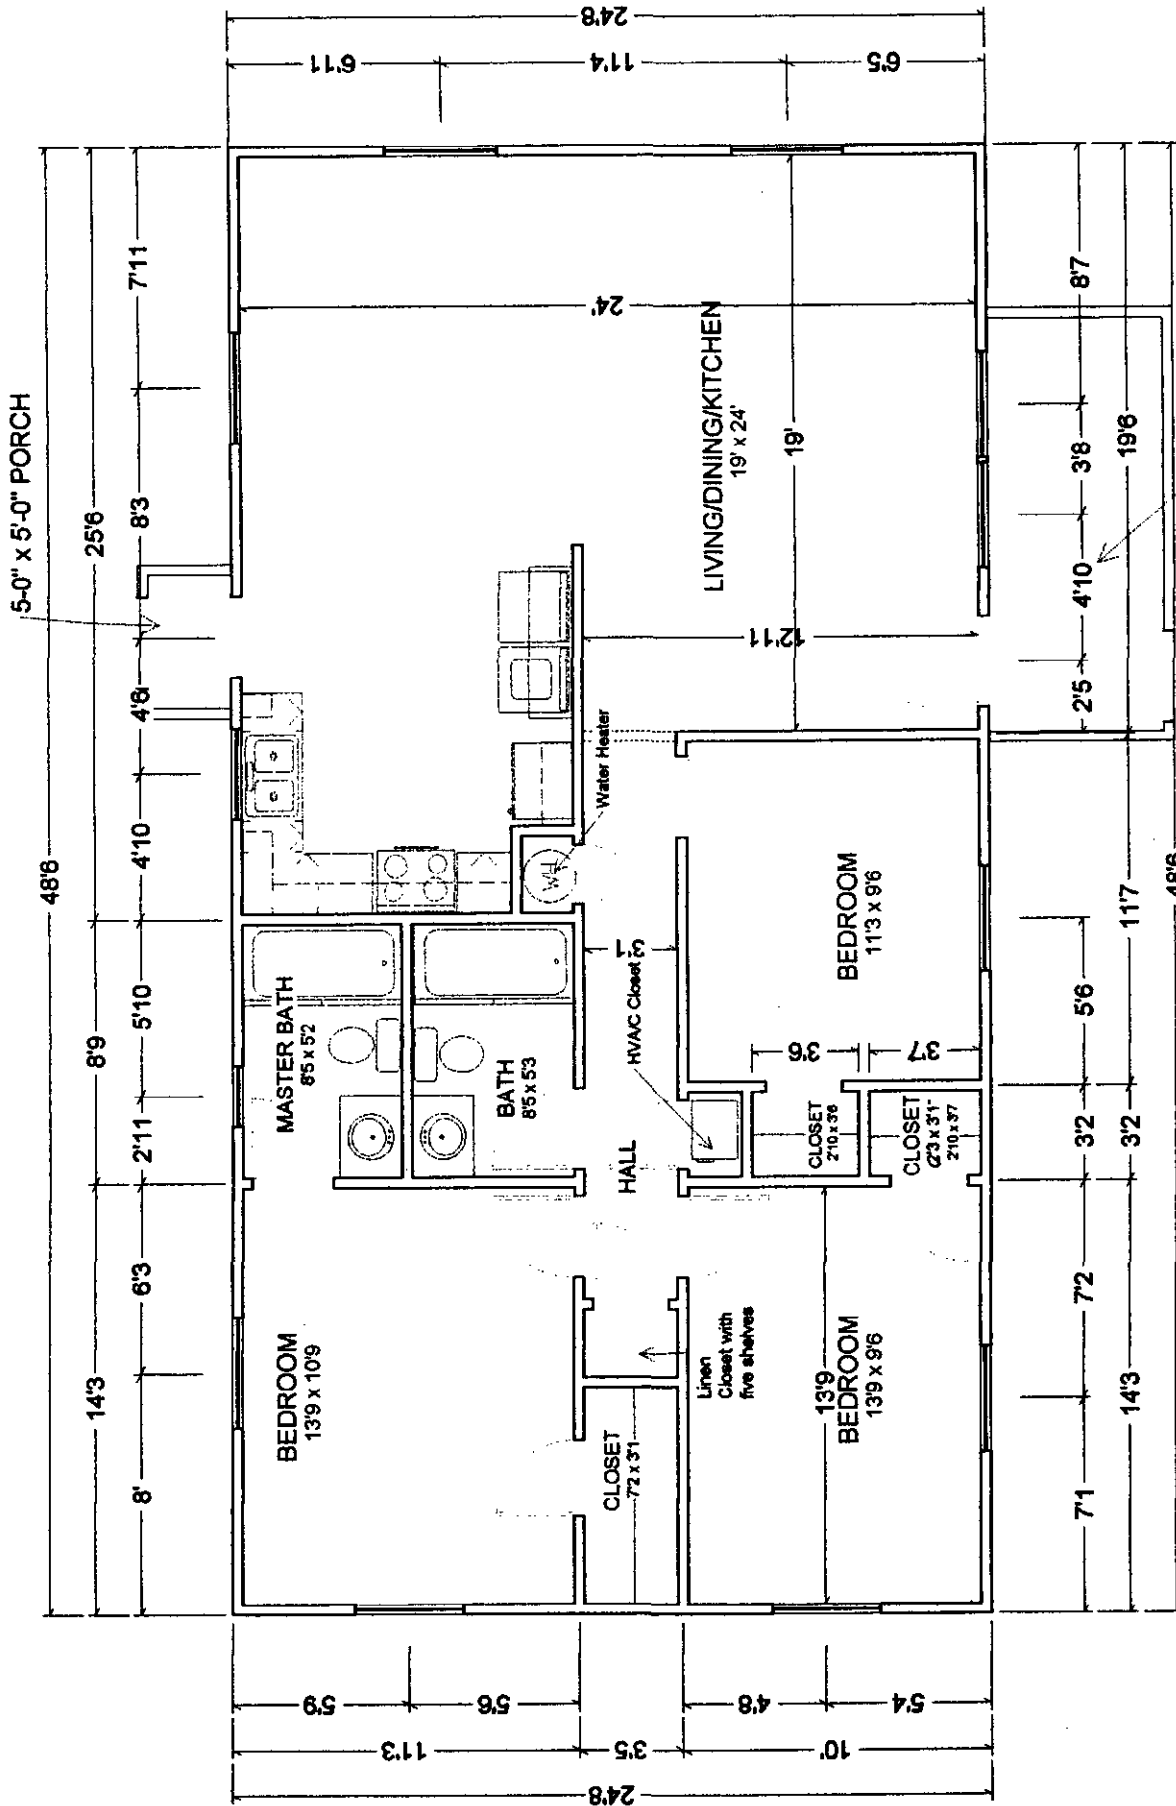 5-0" x 5'-0" PORCH
48'6
25'6
8'9
14'3
7'11
8'3
4'6
4'10
5'10
2'11
6'3
8'
24'8
6'11
11'4
6'5
24'
LIVING/DINING/KITCHEN
19' x 24'
19'
12'11
Water Heater
WH
MASTER BATH
8'5 x 5'2
BATH
8'5 x 5'3
3'1
HVA/C Closet
HALL
BEDROOM
11'3 x 9'6
3'6
3'7
CLOSET
2'10 x 3'6
CLOSET
2'10 x 3'7
BEDROOM
13'9 x 10'9
CLOSET
7'2 x 3'1
Linen
Closet with
five shelves
13'9
BEDROOM
13'9 x 9'6
8'7
3'8
4'10
2'5
5'6
3'2
7'2
7'1
19'6
11'7
3'2
14'3
48'6
5'9
5'6
4'8
5'4
11'3
3'5
10'
24'8